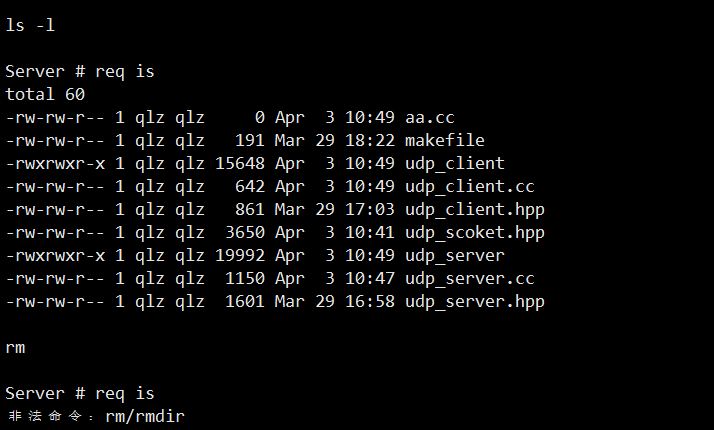 ls -l
Server # req is
total 60
-rw-rw-r-- 1 qlz qlz     0 Apr  3 10:49 aa.cc
-rw-rw-r-- 1 qlz qlz   191 Mar 29 18:22 makefile
-rwxrwxr-x 1 qlz qlz 15648 Apr  3 10:49 udp_client
-rw-rw-r-- 1 qlz qlz   642 Apr  3 10:49 udp_client.cc
-rw-rw-r-- 1 qlz qlz   861 Mar 29 17:03 udp_client.hpp
-rw-rw-r-- 1 qlz qlz  3650 Apr  3 10:41 udp_scoket.hpp
-rwxrwxr-x 1 qlz qlz 19992 Apr  3 10:49 udp_server
-rw-rw-r-- 1 qlz qlz  1150 Apr  3 10:47 udp_server.cc
-rw-rw-r-- 1 qlz qlz  1601 Mar 29 16:58 udp_server.hpp
rm
Server # req is
非法命令：rm/rmdir